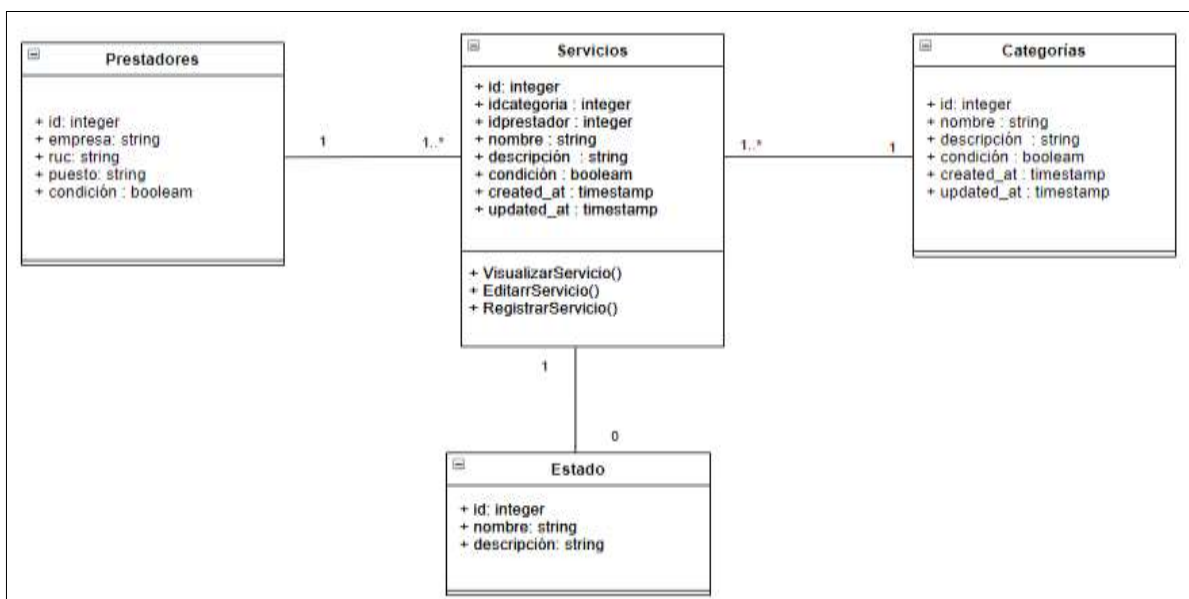 Prestadores
+ id: integer
+ empresa: string
+ ruc: string
+ puesto: string
+ condición : booleam
1
1..*
Servicios
+ id: integer
+ idcategoria : integer
+ idprestador : integer
+ nombre : string
+ descripción : string
+ condición : booleam
+ created_at : timestamp
+ updated_at : timestamp
+ VisualizarServicio()
+ EditarrServicio()
+ RegistrarServicio()
1..*
1
Categorías
+ id: integer
+ nombre : string
+ descripción : string
+ condición : booleam
+ created_at : timestamp
+ updated_at : timestamp
1
0
Estado
+ id: integer
+ nombre: string
+ descripción: string